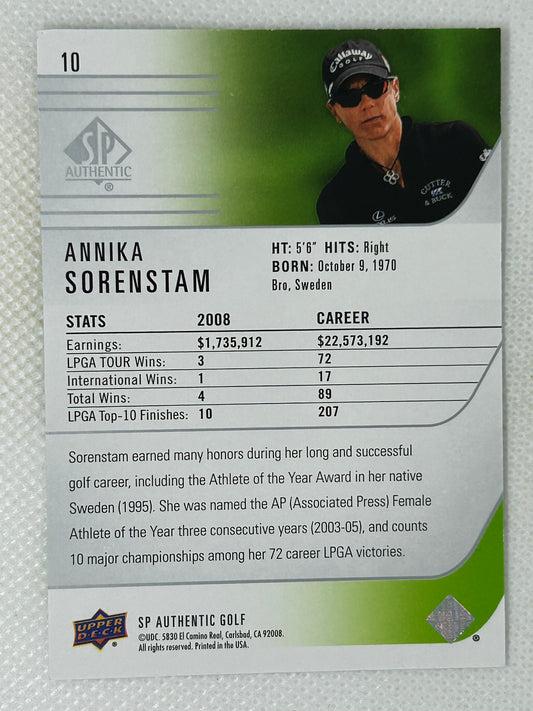 10
Callaway
GOLF
SP
AUTHENTIC
®
CUTTER
& BUCK
ANNIKA
SORENSTAM
HT: 5'6" HITS: Right
BORN: October 9, 1970
Bro, Sweden
STATS 2008 CAREER
Earnings: $1,735,912 $22,573,192
LPGA TOUR Wins: 3 72
International Wins: 1 17
Total Wins: 4 89
LPGA Top-10 Finishes: 10 207
Sorenstam earned many honors during her long and successful
golf career, including the Athlete of the Year Award in her native
Sweden (1995). She was named the AP (Associated Press) Female
Athlete of the Year three consecutive years (2003-05), and counts
10 major championships among her 72 career LPGA victories.
UPPER
DECK
SP AUTHENTIC GOLF
©UDC. 5830 El Camino Real, Carlsbad, CA 92008.
All rights reserved. Printed in the USA.
®